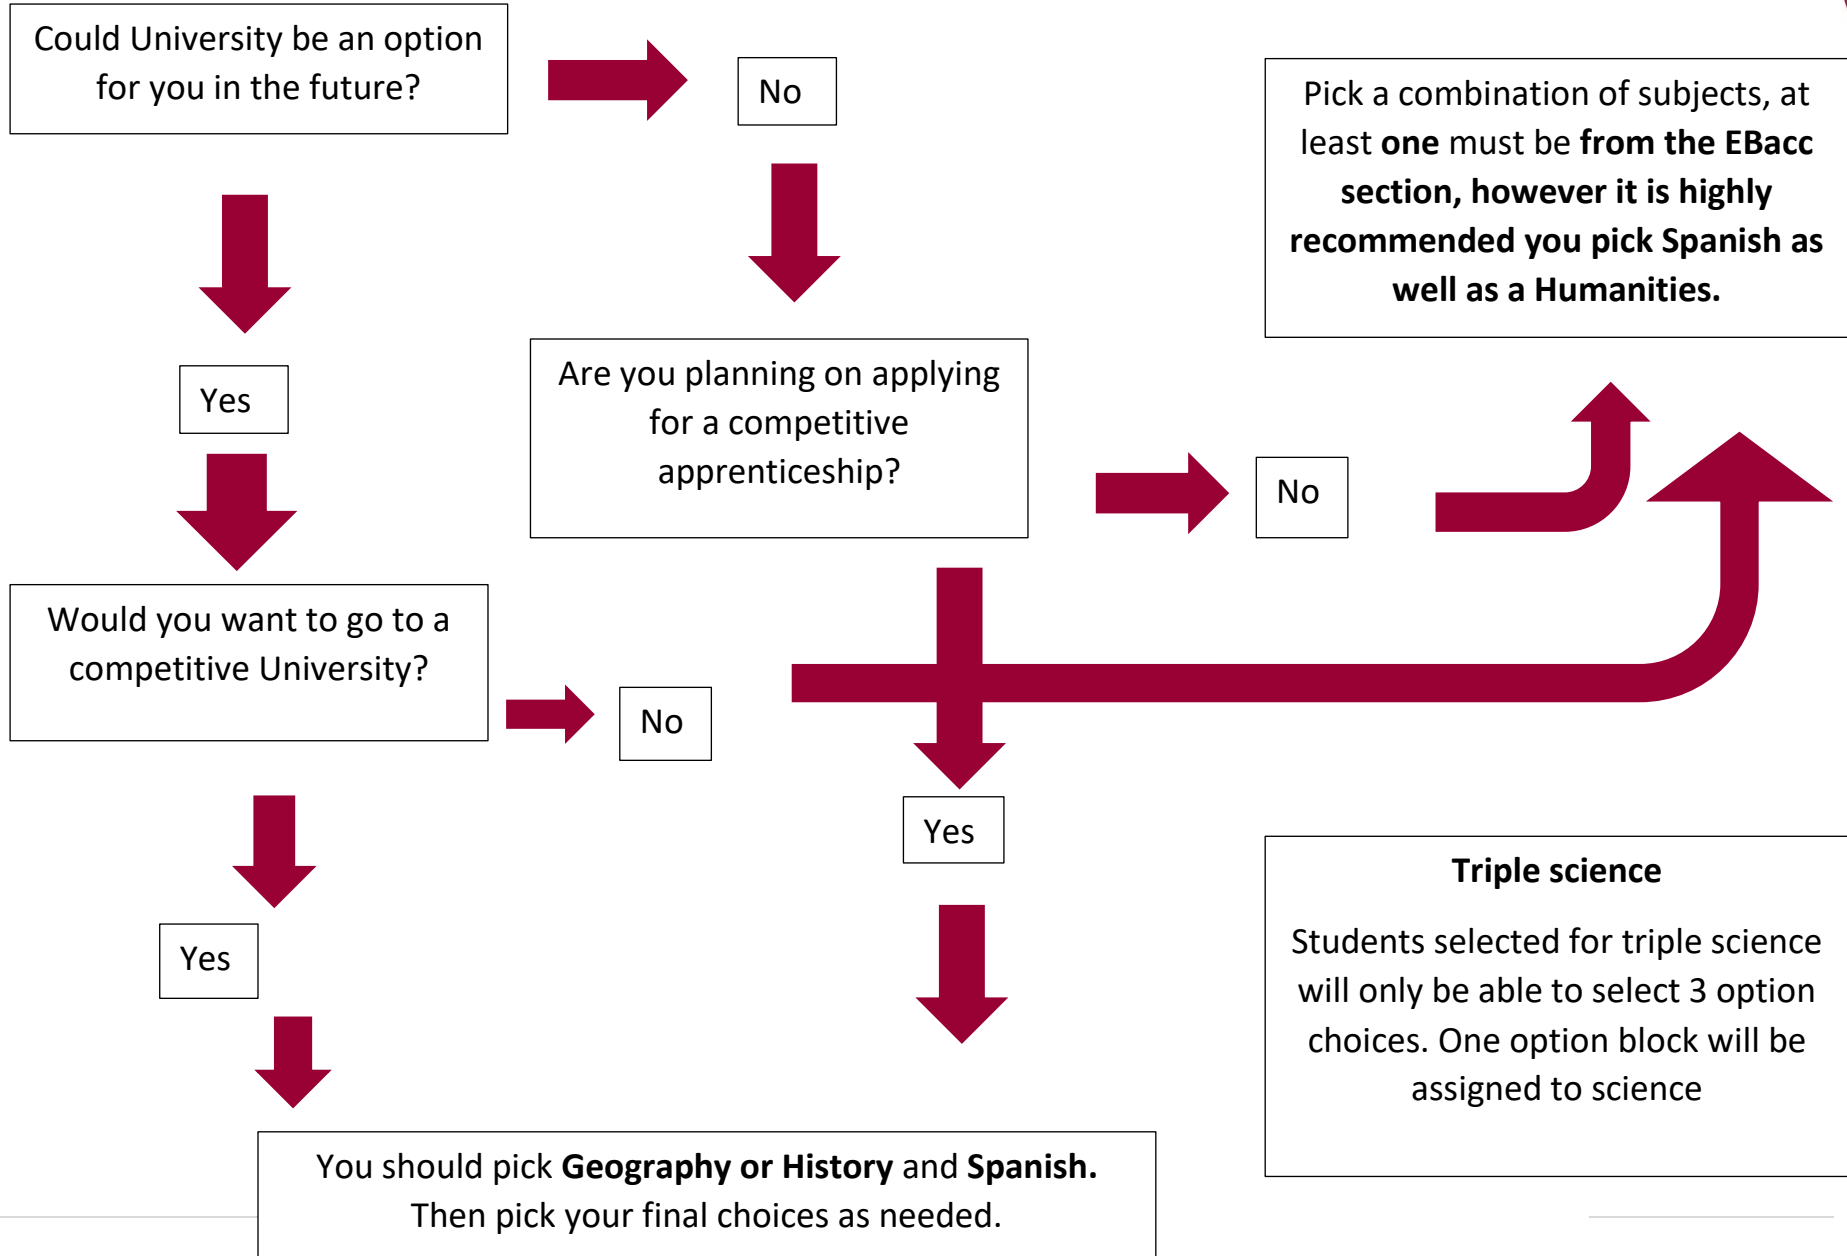 Could University be an option
for you in the future?
No
Pick a combination of subjects, at
least one must be from the EBacc
section, however it is highly
recommended you pick Spanish as
well as a Humanities.
Yes
Are you planning on applying
for a competitive
apprenticeship?
No
Would you want to go to a
competitive University?
No
Yes
Yes
Triple science
Students selected for triple science
will only be able to select 3 option
choices. One option block will be
assigned to science
You should pick Geography or History and Spanish.
Then pick your final choices as needed.